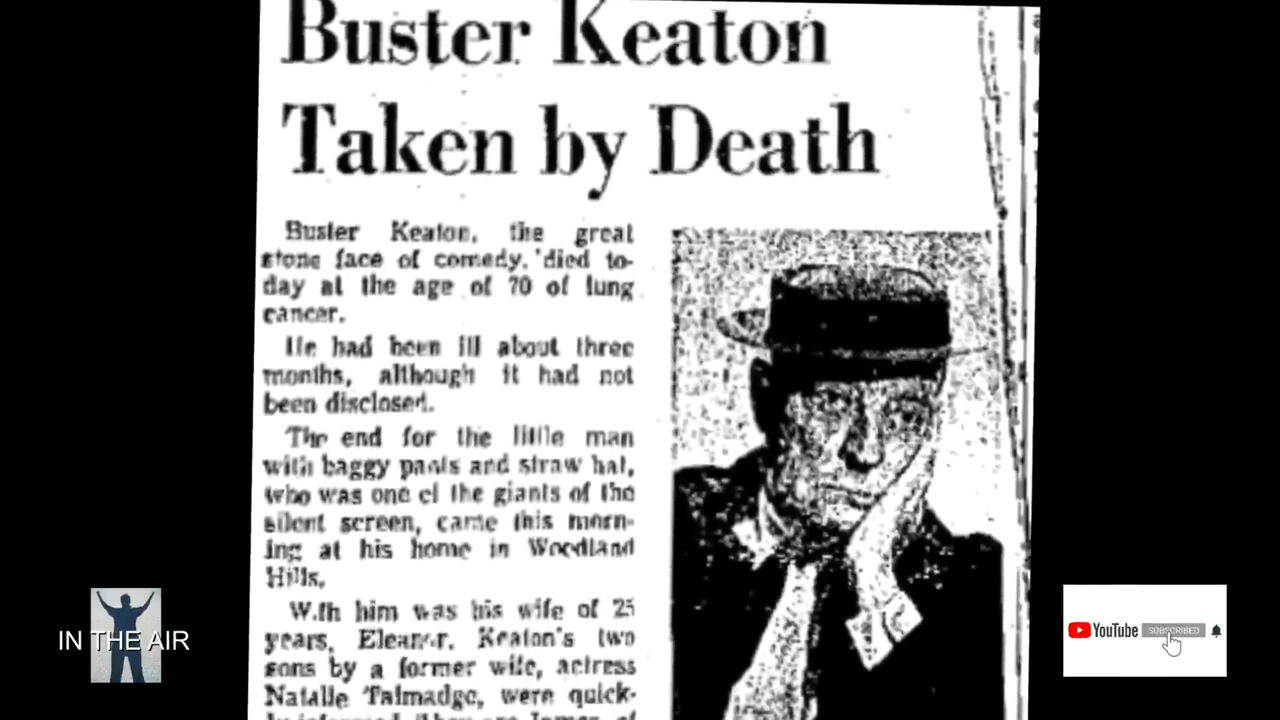 Buster Keaton
Taken by Death
Buster Keaton, the great
stone face of comedy, died to-
day at the age of 70 of lung
cancer.
He had been ill about three
months, although it had not
been disclosed.
The end for the little man
with baggy pants and straw hat,
who was one of the giants of the
silent screen, came this morn-
ing at his home in Woodland
Hills.
With him was his wife of 25
years, Eleanor. Keaton's two
sons by a former wife, actress
Natalie Talmadge, were quick-
IN THE AIR
YouTube SUBSCRIBED